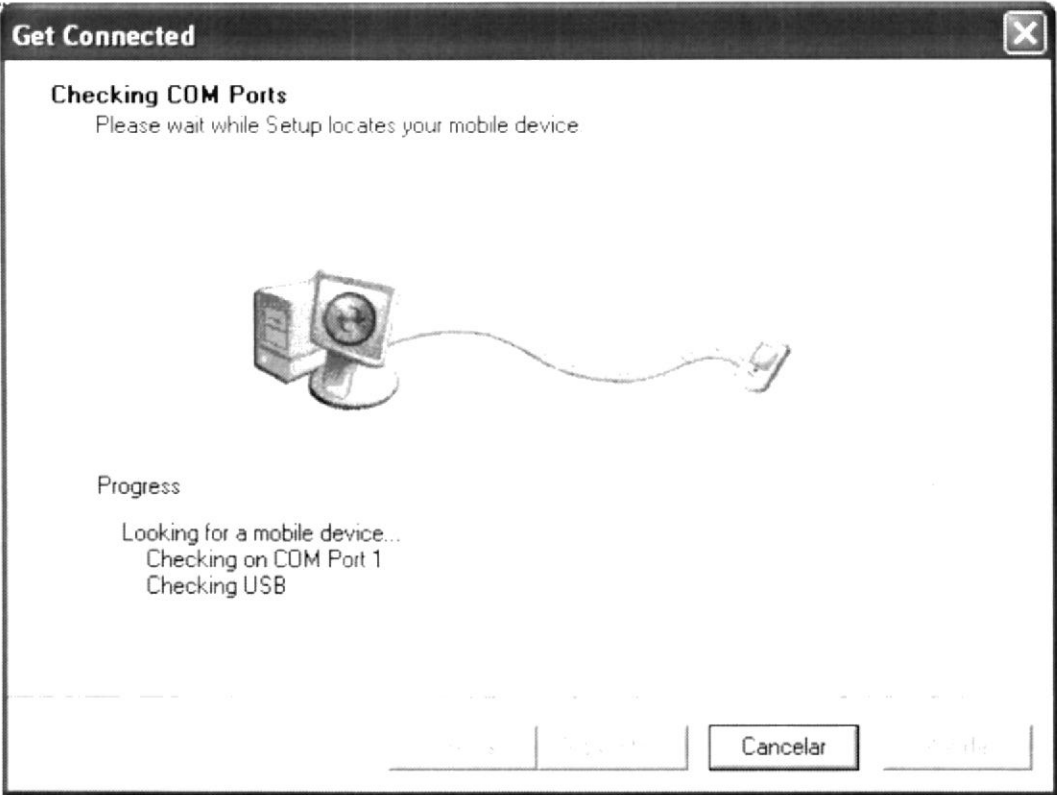 Get Connected
Checking COM Ports
Please wait while Setup locates your mobile device
Progress
Looking for a mobile device...
Checking on COM Port 1
Checking USB
Cancelar